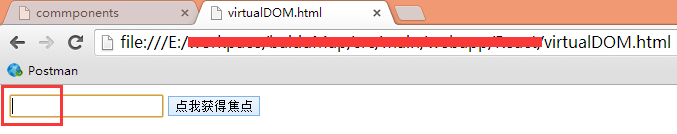 commponents virtualDOM.html
file:///E:/ /virtualDOM.html
Postman
点我获得焦点